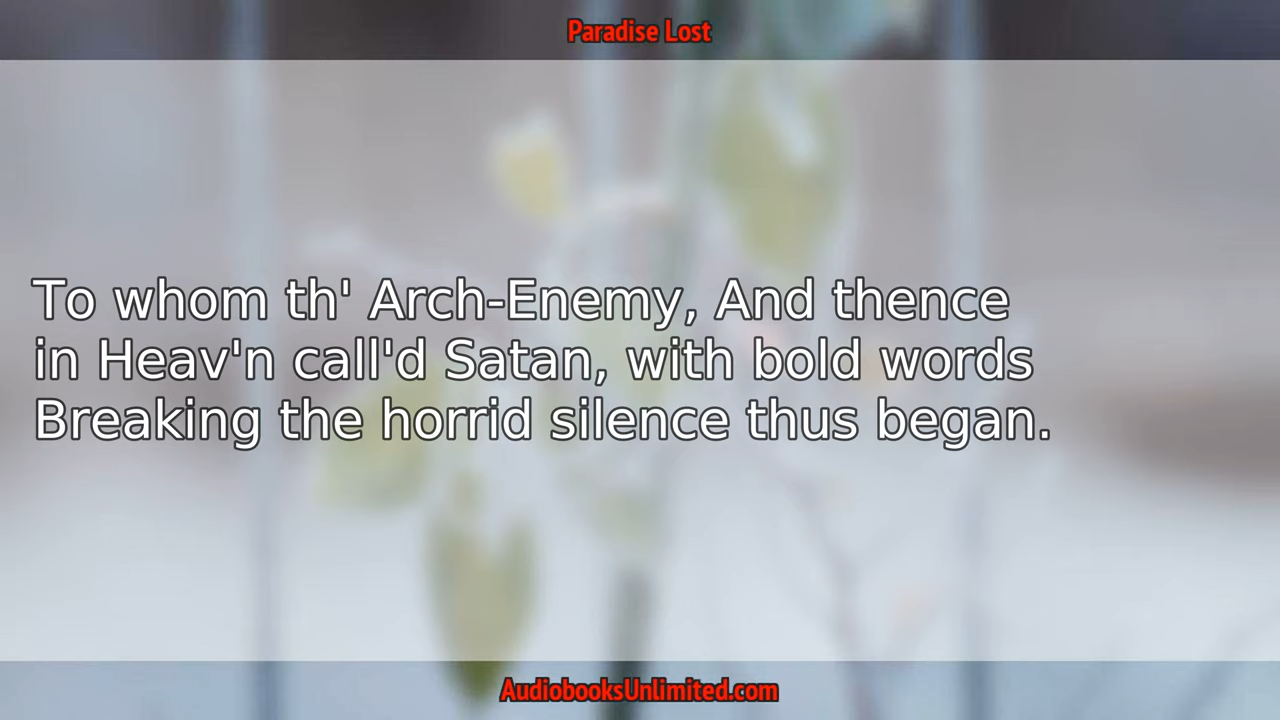 Paradise Lost
To whom th' Arch-Enemy, And thence
in Heav'n call'd Satan, with bold words
Breaking the horrid silence thus began.
AudiobooksUnlimited.com